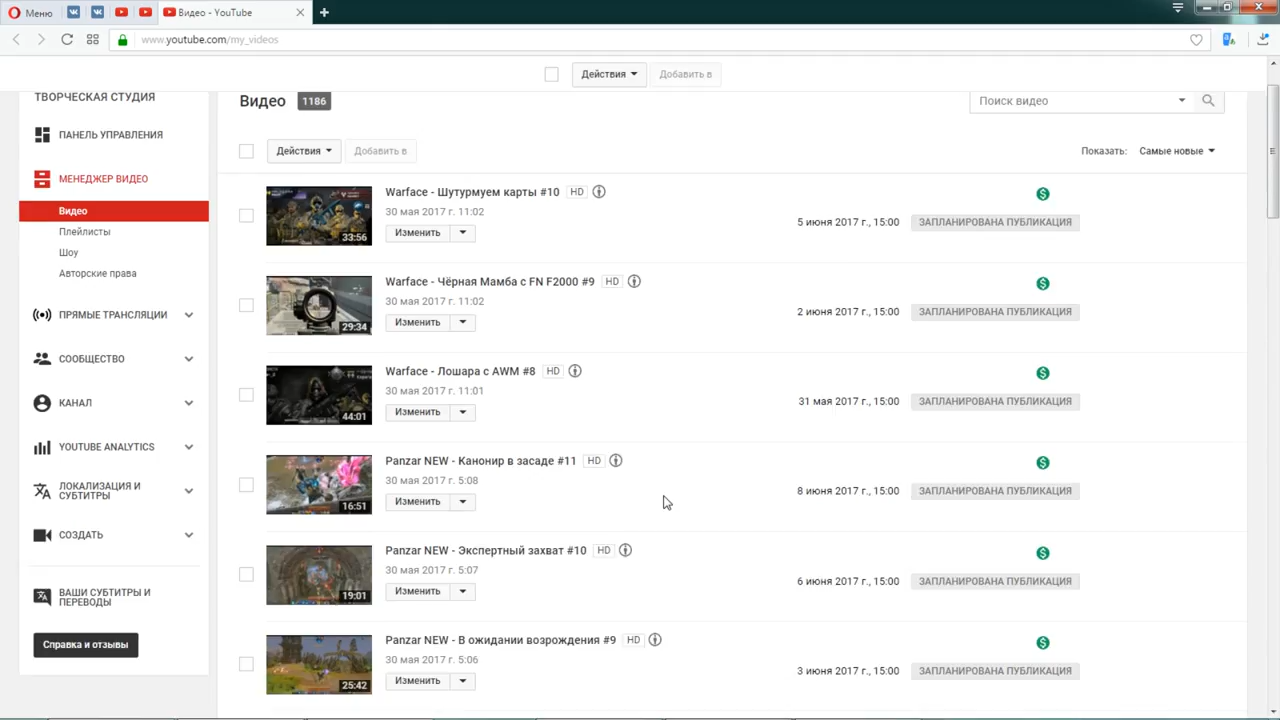 Меню
Видео - YouTube
www.youtube.com/my_videos
Действия
Добавить в
ТВОРЧЕСКАЯ СТУДИЯ
ПАНЕЛЬ УПРАВЛЕНИЯ
МЕНЕДЖЕР ВИДЕО
Видео
Плейлисты
Шоу
Авторские права
ПРЯМЫЕ ТРАНСЛЯЦИИ
СООБЩЕСТВО
КАНАЛ
YOUTUBE ANALYTICS
ЛОКАЛИЗАЦИЯ И
СУБТИТРЫ
СОЗДАТЬ
ВАШИ СУБТИТРЫ И
ПЕРЕВОДЫ
Справка и отзывы
Видео 1186
Поиск видео
Действия
Добавить в
Показать: Самые новые
33:56
Warface - Шутурмуем карты #10 HD
30 мая 2017 г. 11:02
Изменить
5 июня 2017 г., 15:00 ЗАПЛАНИРОВАНА ПУБЛИКАЦИЯ
29:34
Warface - Чёрная Мамба с FN F2000 #9 HD
30 мая 2017 г. 11:02
Изменить
2 июня 2017 г., 15:00 ЗАПЛАНИРОВАНА ПУБЛИКАЦИЯ
44:01
Warface - Лошара с AWM #8 HD
30 мая 2017 г. 11:01
Изменить
31 мая 2017 г., 15:00 ЗАПЛАНИРОВАНА ПУБЛИКАЦИЯ
16:51
Panzar NEW - Канонир в засаде #11 HD
30 мая 2017 г. 5:08
Изменить
8 июня 2017 г., 15:00 ЗАПЛАНИРОВАНА ПУБЛИКАЦИЯ
19:01
Panzar NEW - Экспертный захват #10 HD
30 мая 2017 г. 5:07
Изменить
6 июня 2017 г., 15:00 ЗАПЛАНИРОВАНА ПУБЛИКАЦИЯ
25:42
Panzar NEW - В ожидании возрождения #9 HD
30 мая 2017 г. 5:06
Изменить
3 июня 2017 г., 15:00 ЗАПЛАНИРОВАНА ПУБЛИКАЦИЯ